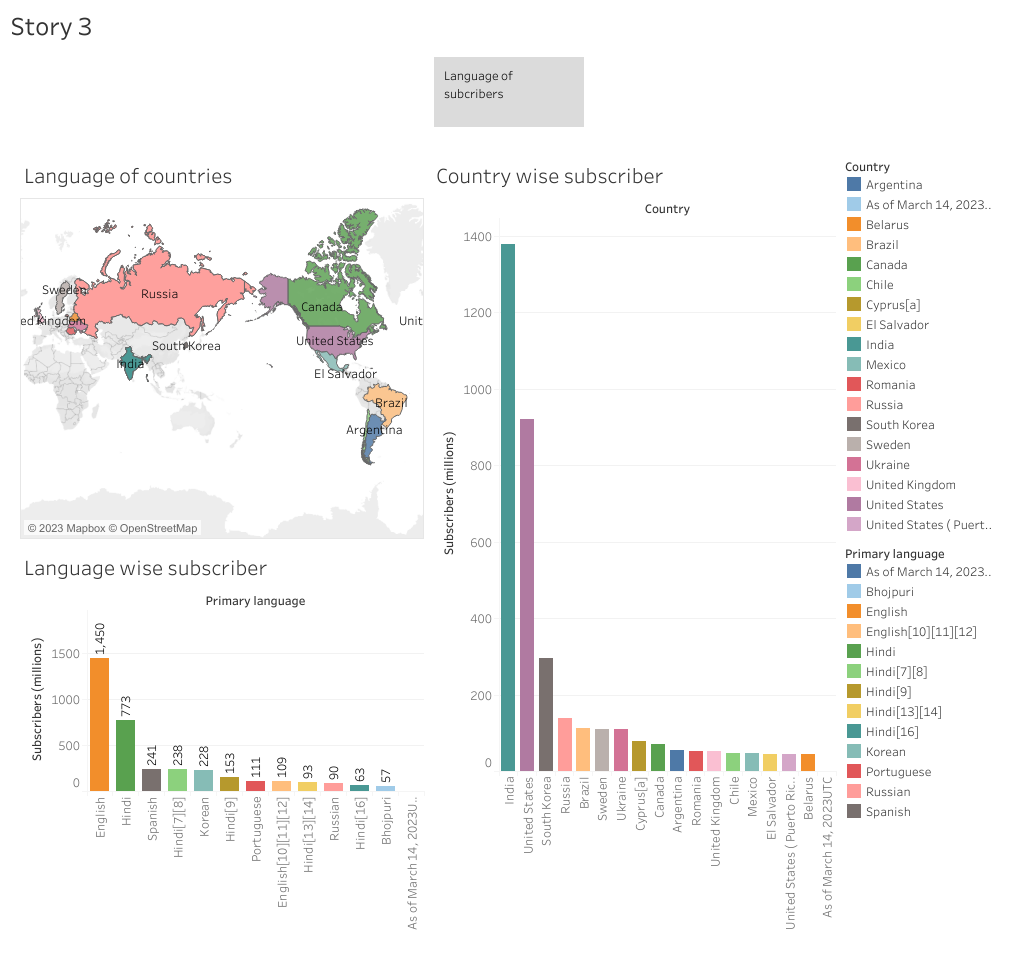 Story 3
Language of
subcribers
Language of countries
Sweden
Russia
ed Kingdom
South Korea
India
Canada
Unit
United States
El Salvador
Brazil
Argentina
© 2023 Mapbox © OpenStreetMap
Language wise subscriber
Primary language
Subscribers (millions)
1500
1000
500
0
1,450
773
241
238
228
153
111
109
93
90
63
57
English
Hindi
Spanish
Hindi[7][8]
Korean
Hindi[9]
Portuguese
English[10][11][12]
Hindi[13][14]
Russian
Hindi[16]
Bhojpuri
As of March 14, 2023U..
Country wise subscriber
Country
Subscribers (millions)
1400
1200
1000
800
600
400
200
0
India
United States
South Korea
Russia
Brazil
Sweden
Ukraine
Cyprus[a]
Canada
Argentina
Romania
United Kingdom
Chile
Mexico
El Salvador
United States ( Puerto Ric..
Belarus
As of March 14, 2023UTC
Country
Argentina
As of March 14, 2023..
Belarus
Brazil
Canada
Chile
Cyprus[a]
El Salvador
India
Mexico
Romania
Russia
South Korea
Sweden
Ukraine
United Kingdom
United States
United States ( Puert..
Primary language
As of March 14, 2023..
Bhojpuri
English
English[10][11][12]
Hindi
Hindi[7][8]
Hindi[9]
Hindi[13][14]
Hindi[16]
Korean
Portuguese
Russian
Spanish